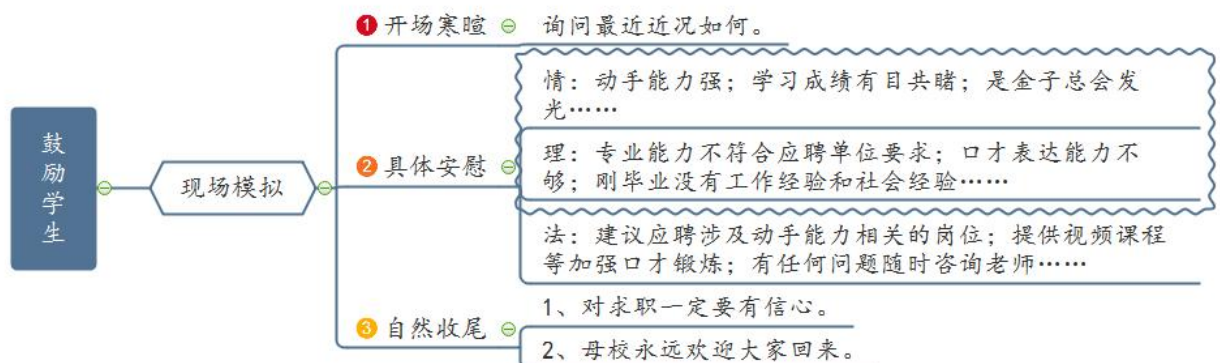 鼓励学生
现场模拟
1 开场寒暄
询问最近近况如何。
2 具体安慰
情：动手能力强；学习成绩有目共睹；是金子总会发
光……
理：专业能力不符合应聘单位要求；口才表达能力不
够；刚毕业没有工作经验和社会经验……
法：建议应聘涉及动手能力相关的岗位；提供视频课程
等加强口才锻炼；有任何问题随时咨询老师……
3 自然收尾
1、对求职一定要有信心。
2、母校永远欢迎大家回来。